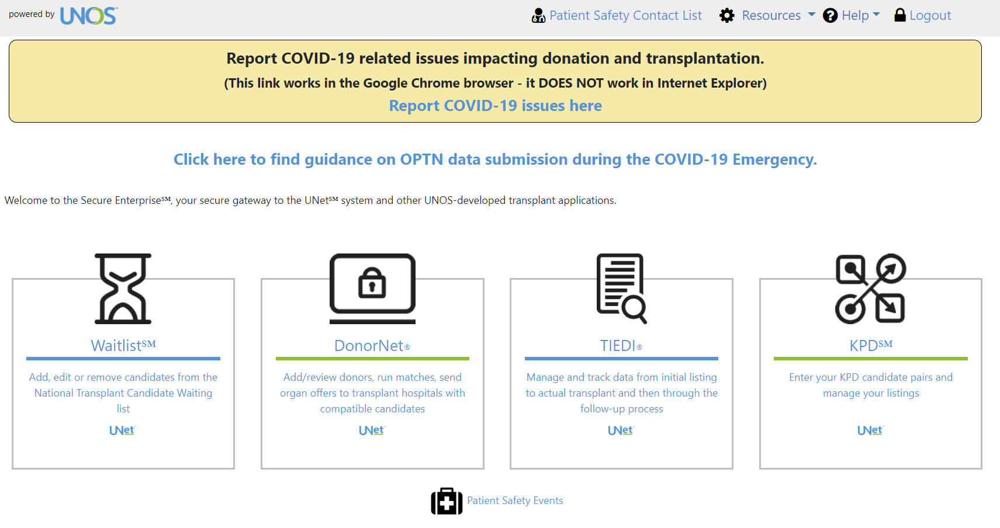 powered by UNOS™
Patient Safety Contact List Resources Help Logout
Report COVID-19 related issues impacting donation and transplantation.
(This link works in the Google Chrome browser - it DOES NOT work in Internet Explorer)
Report COVID-19 issues here
Click here to find guidance on OPTN data submission during the COVID-19 Emergency.
Welcome to the Secure Enterprise℠, your secure gateway to the UNet℠ system and other UNOS-developed transplant applications.
Waitlist℠
Add, edit or remove candidates from the
National Transplant Candidate Waiting
list
UNet™
DonorNet®
Add/review donors, run matches, send
organ offers to transplant hospitals with
compatible candidates
UNet™
TIEDI®
Manage and track data from initial listing
to actual transplant and then through the
follow-up process
UNet™
KPD℠
Enter your KPD candidate pairs and
manage your listings
UNet™
Patient Safety Events